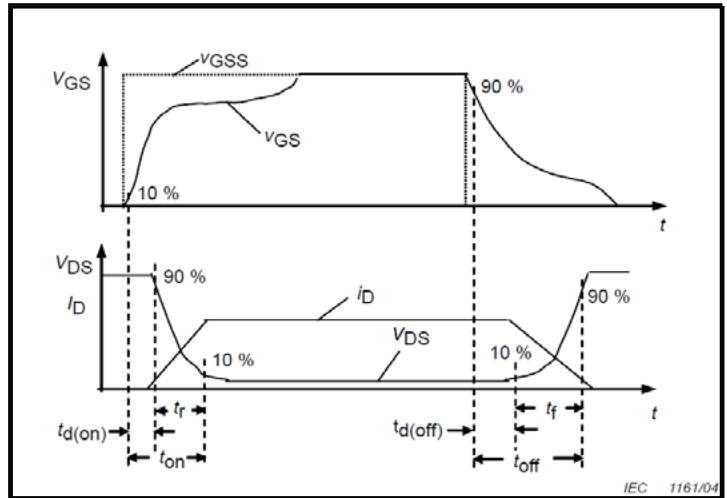 vGSS
VGS
90 %
vGS
10 %
t
VDS
ID
90 %
iD
90 %
VDS
10 %
10 %
tr
tf
t
td(on)
td(off)
ton
toff
IEC 1161/04